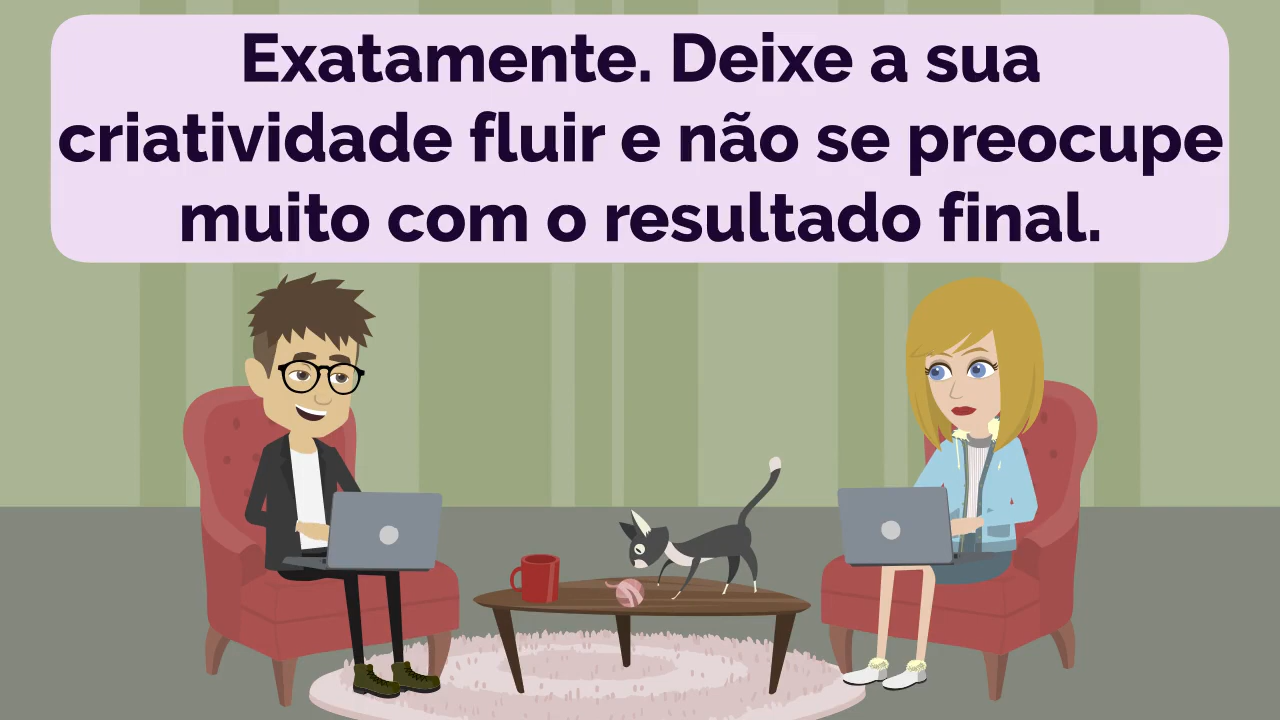 Exatamente. Deixe a sua
criatividade fluir e não se preocupe
muito com o resultado final.